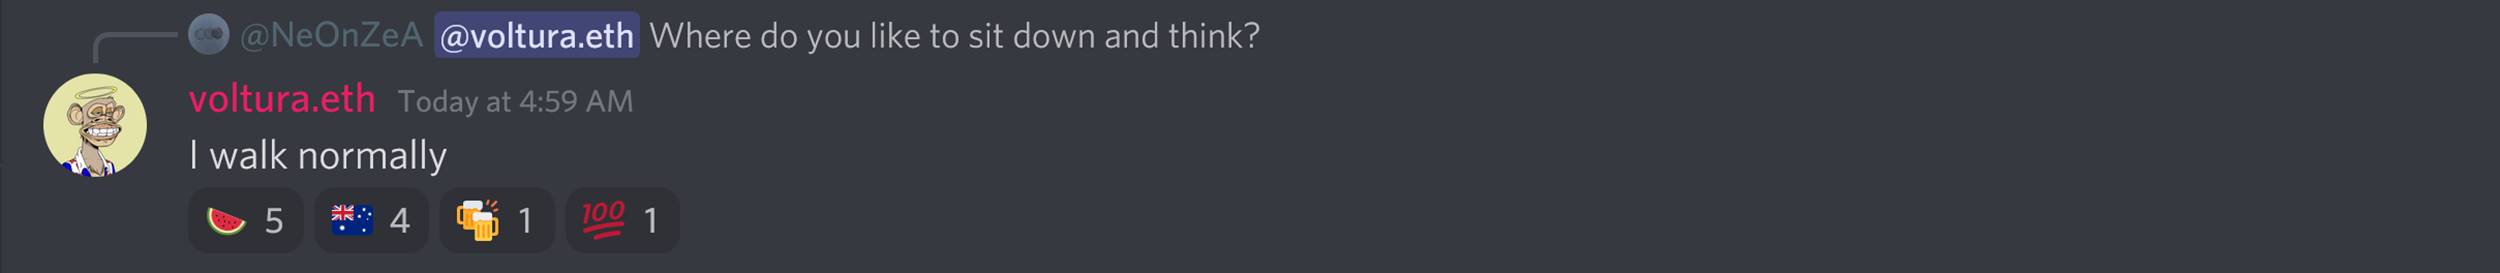 @NeOnZeA @voltura.eth Where do you like to sit down and think?
voltura.eth Today at 4:59 AM
I walk normally
5 4 1 100 1